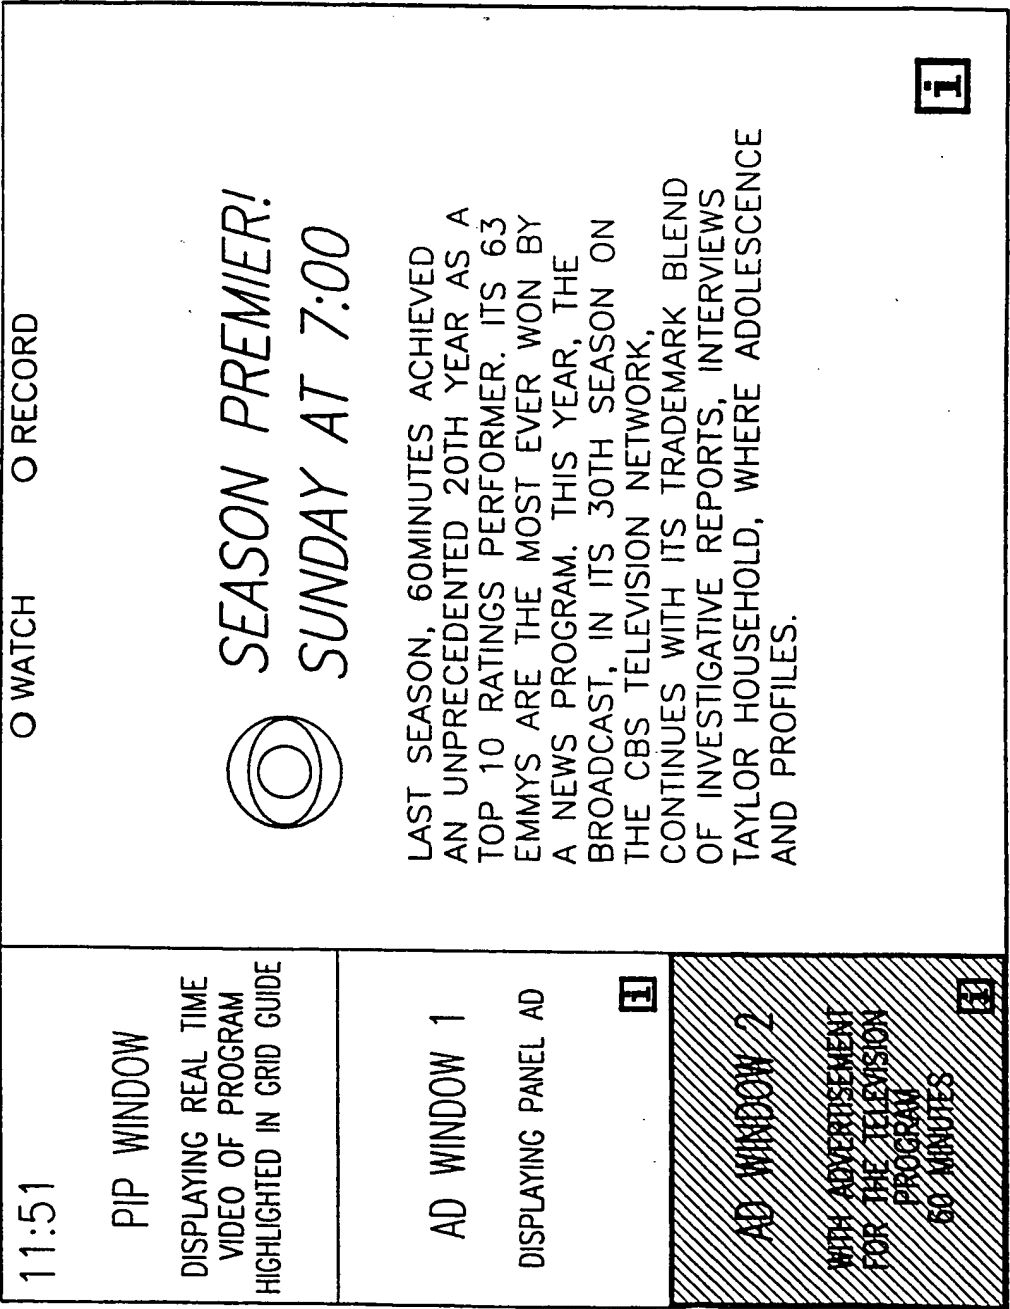 11:51
PIP WINDOW
DISPLAYING REAL TIME
VIDEO OF PROGRAM
HIGHLIGHTED IN GRID GUIDE
AD WINDOW 1
DISPLAYING PANEL AD
i
AD WINDOW 2
WITH ADVERTISEMENT
FOR THE TELEVISION
PROGRAM
60 MINUTES
i
O WATCH
O RECORD
SEASON PREMIER!
SUNDAY AT 7:00
LAST SEASON, 60MINUTES ACHIEVED
AN UNPRECEDENTED 20TH YEAR AS A
TOP 10 RATINGS PERFORMER. ITS 63
EMMYS ARE THE MOST EVER WON BY
A NEWS PROGRAM. THIS YEAR, THE
BROADCAST, IN ITS 30TH SEASON ON
THE CBS TELEVISION NETWORK,
CONTINUES WITH ITS TRADEMARK BLEND
OF INVESTIGATIVE REPORTS, INTERVIEWS
TAYLOR HOUSEHOLD, WHERE ADOLESCENCE
AND PROFILES.
i